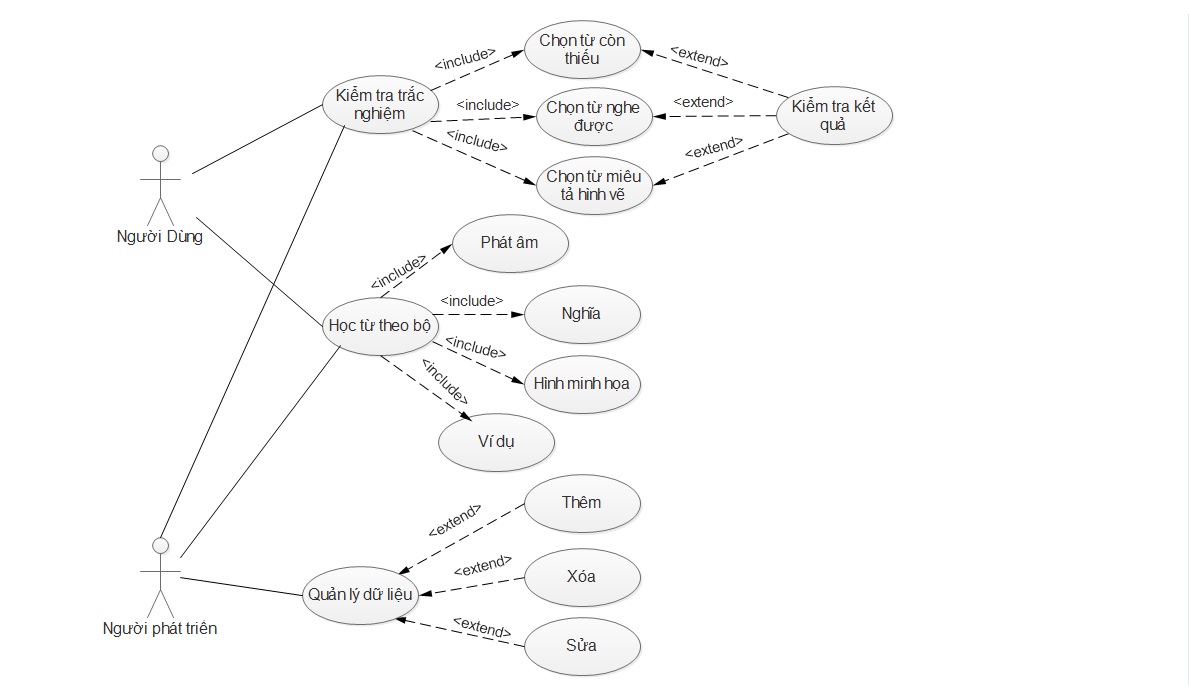 Chọn từ còn
thiếu
<include>
<extend>
Kiểm tra trắc
nghiệm
<include>
Chọn từ nghe
được
<extend>
Kiểm tra kết
quả
<include>
<extend>
Chọn từ miêu
tả hình vẽ
Người Dùng
Phát âm
<include>
<include>
Nghĩa
Học từ theo bộ
<include>
Hình minh họa
<include>
Ví dụ
Thêm
<extend>
<extend>
Xóa
Quản lý dữ liệu
<extend>
Sửa
Người phát triên